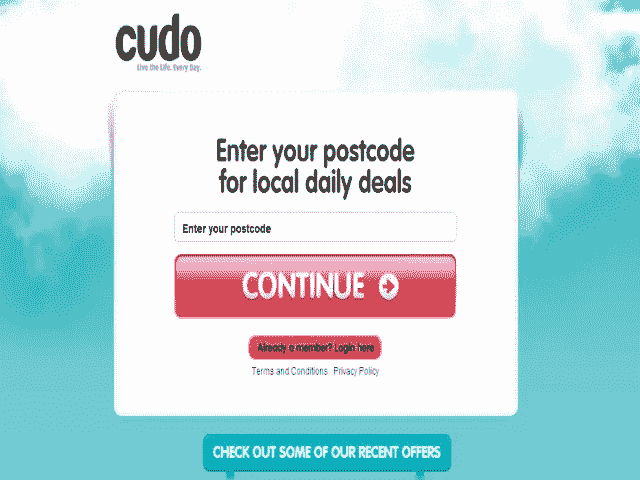 cudo
Live the Life. Every Day.
Enter your postcode
for local daily deals
Enter your postcode
CONTINUE
Already a member? Login here
Terms and Conditions Privacy Policy
CHECK OUT SOME OF OUR RECENT OFFERS